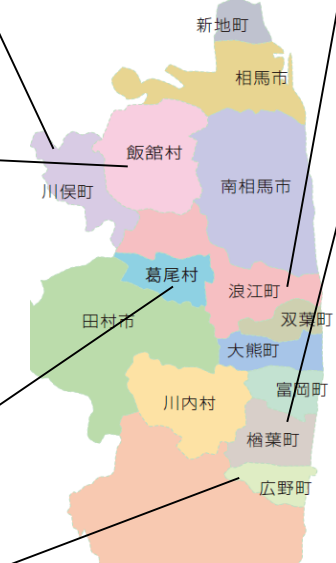 新地町
相馬市
飯舘村
川俣町
南相馬市
葛尾村
浪江町
双葉町
田村市
大熊町
富岡町
川内村
楢葉町
広野町